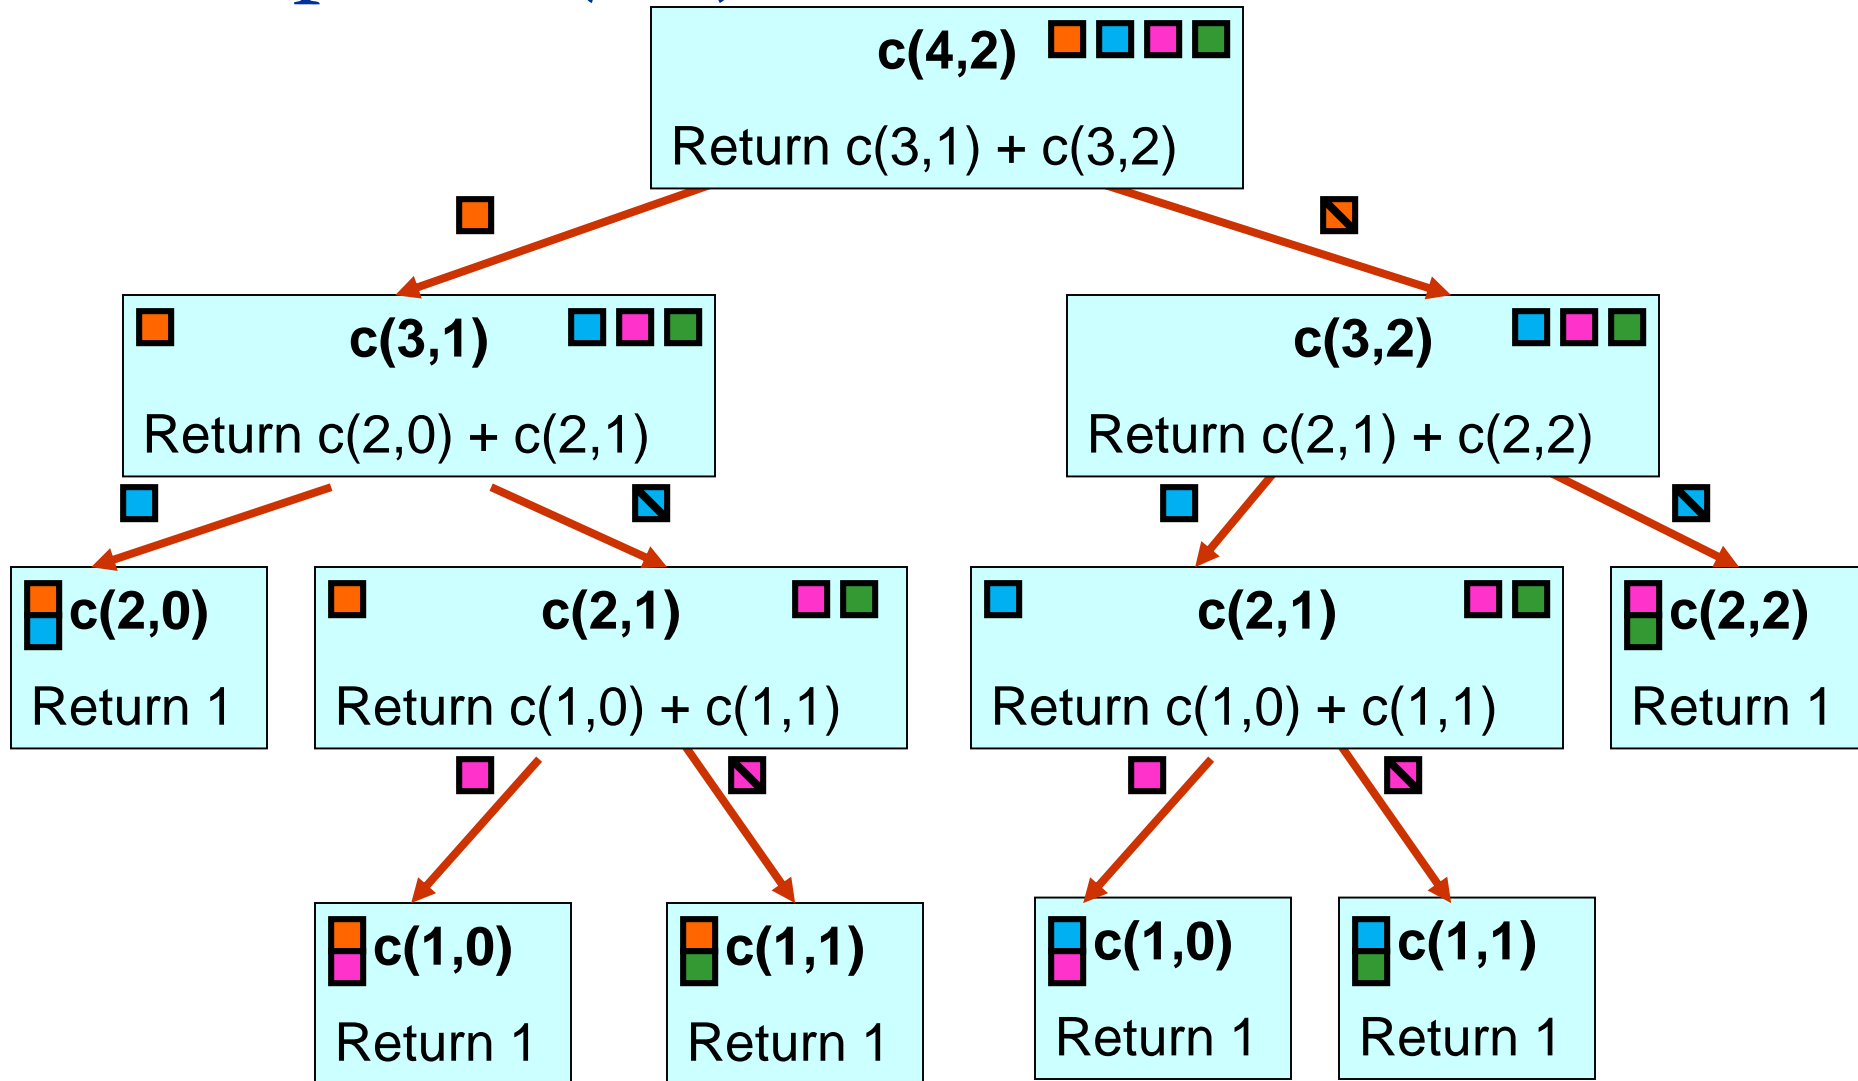 c(4,2)
Return c(3,1) + c(3,2)
c(3,1)
Return c(2,0) + c(2,1)
c(3,2)
Return c(2,1) + c(2,2)
c(2,0)
Return 1
c(2,1)
Return c(1,0) + c(1,1)
c(2,1)
Return c(1,0) + c(1,1)
c(2,2)
Return 1
c(1,0)
Return 1
c(1,1)
Return 1
c(1,0)
Return 1
c(1,1)
Return 1